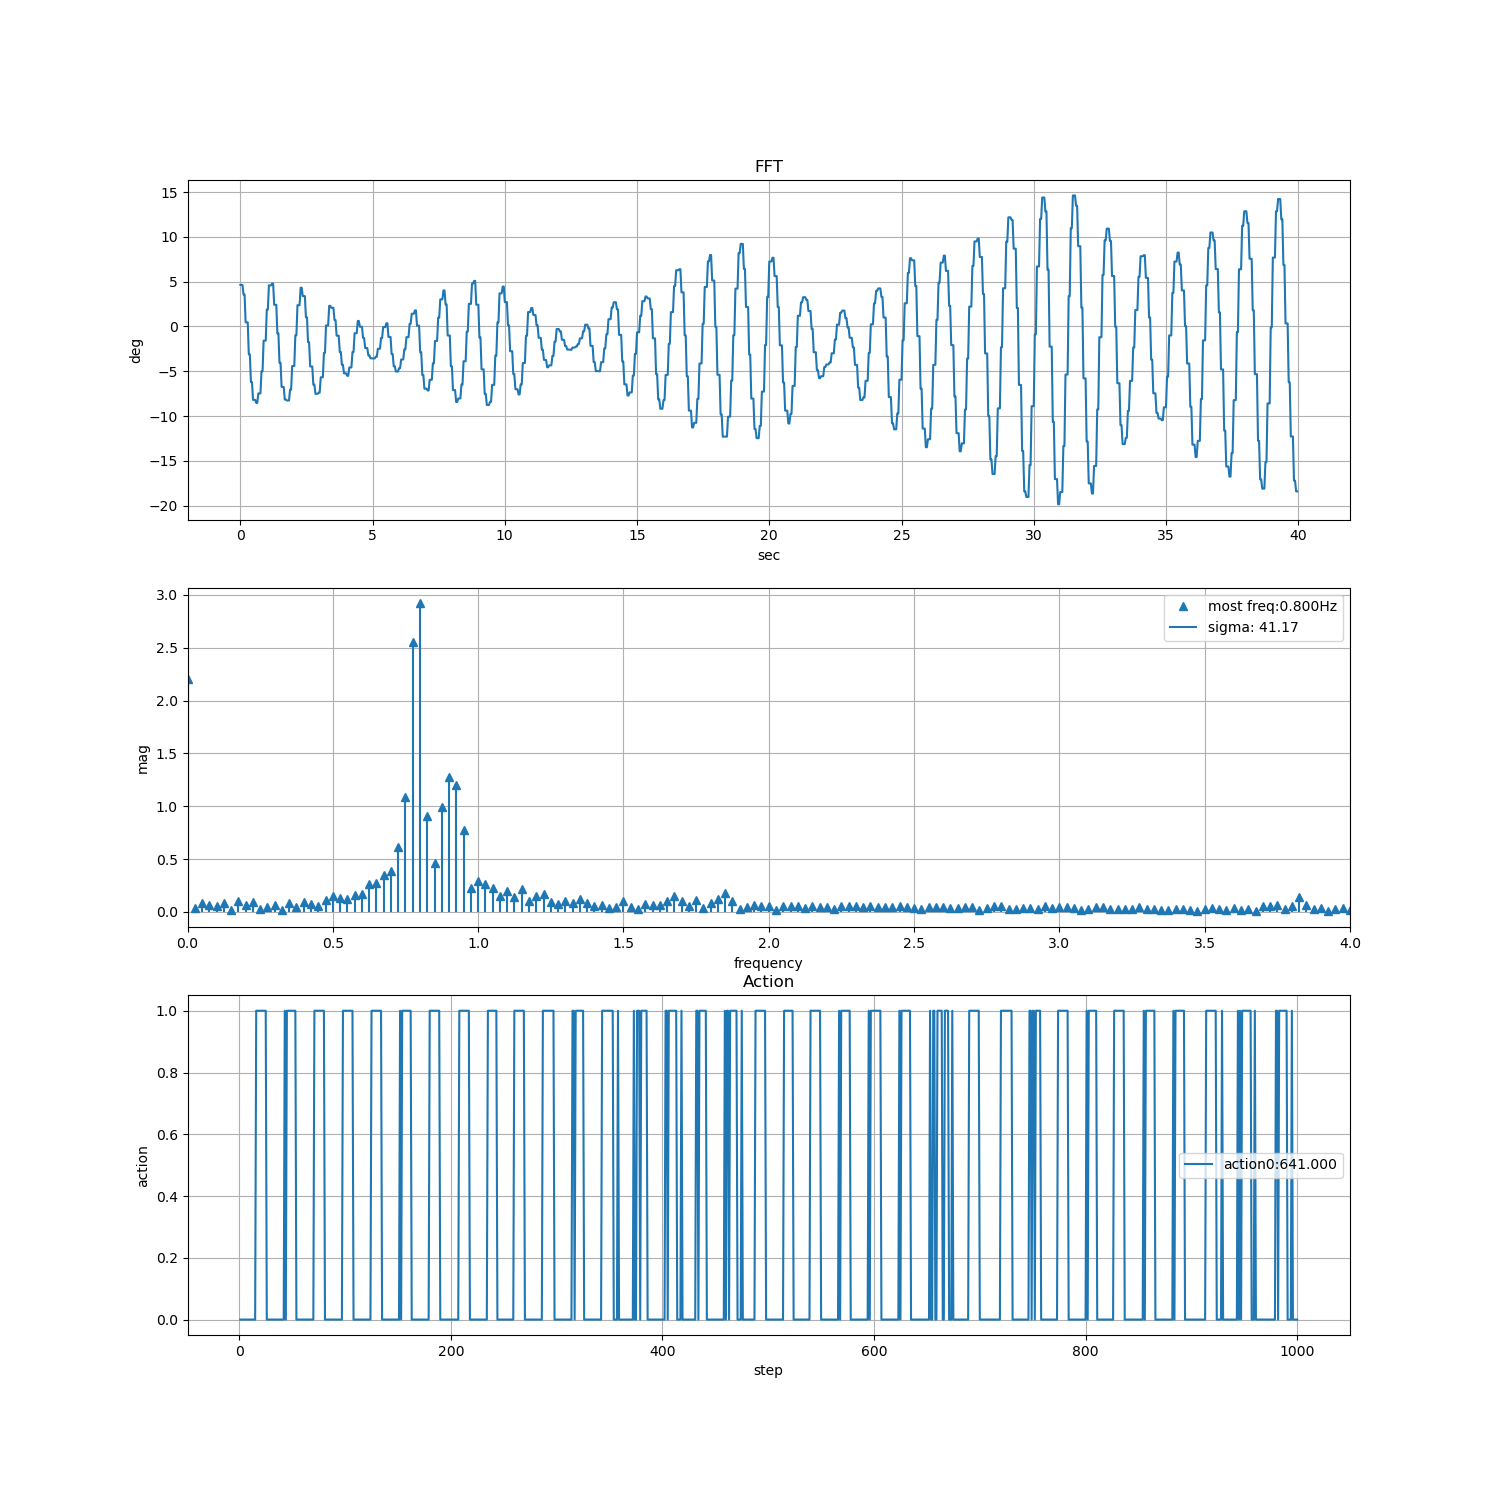 FFT
15
10
5
0
−5
−10
−15
−20
deg
0 5 10 15 20 25 30 35 40
sec
3.0
2.5
2.0
1.5
1.0
0.5
0.0
mag
most freq:0.800Hz
sigma: 41.17
0.0 0.5 1.0 1.5 2.0 2.5 3.0 3.5 4.0
frequency
Action
1.0
0.8
0.6
0.4
0.2
0.0
action
action0:641.000
0 200 400 600 800 1000
step